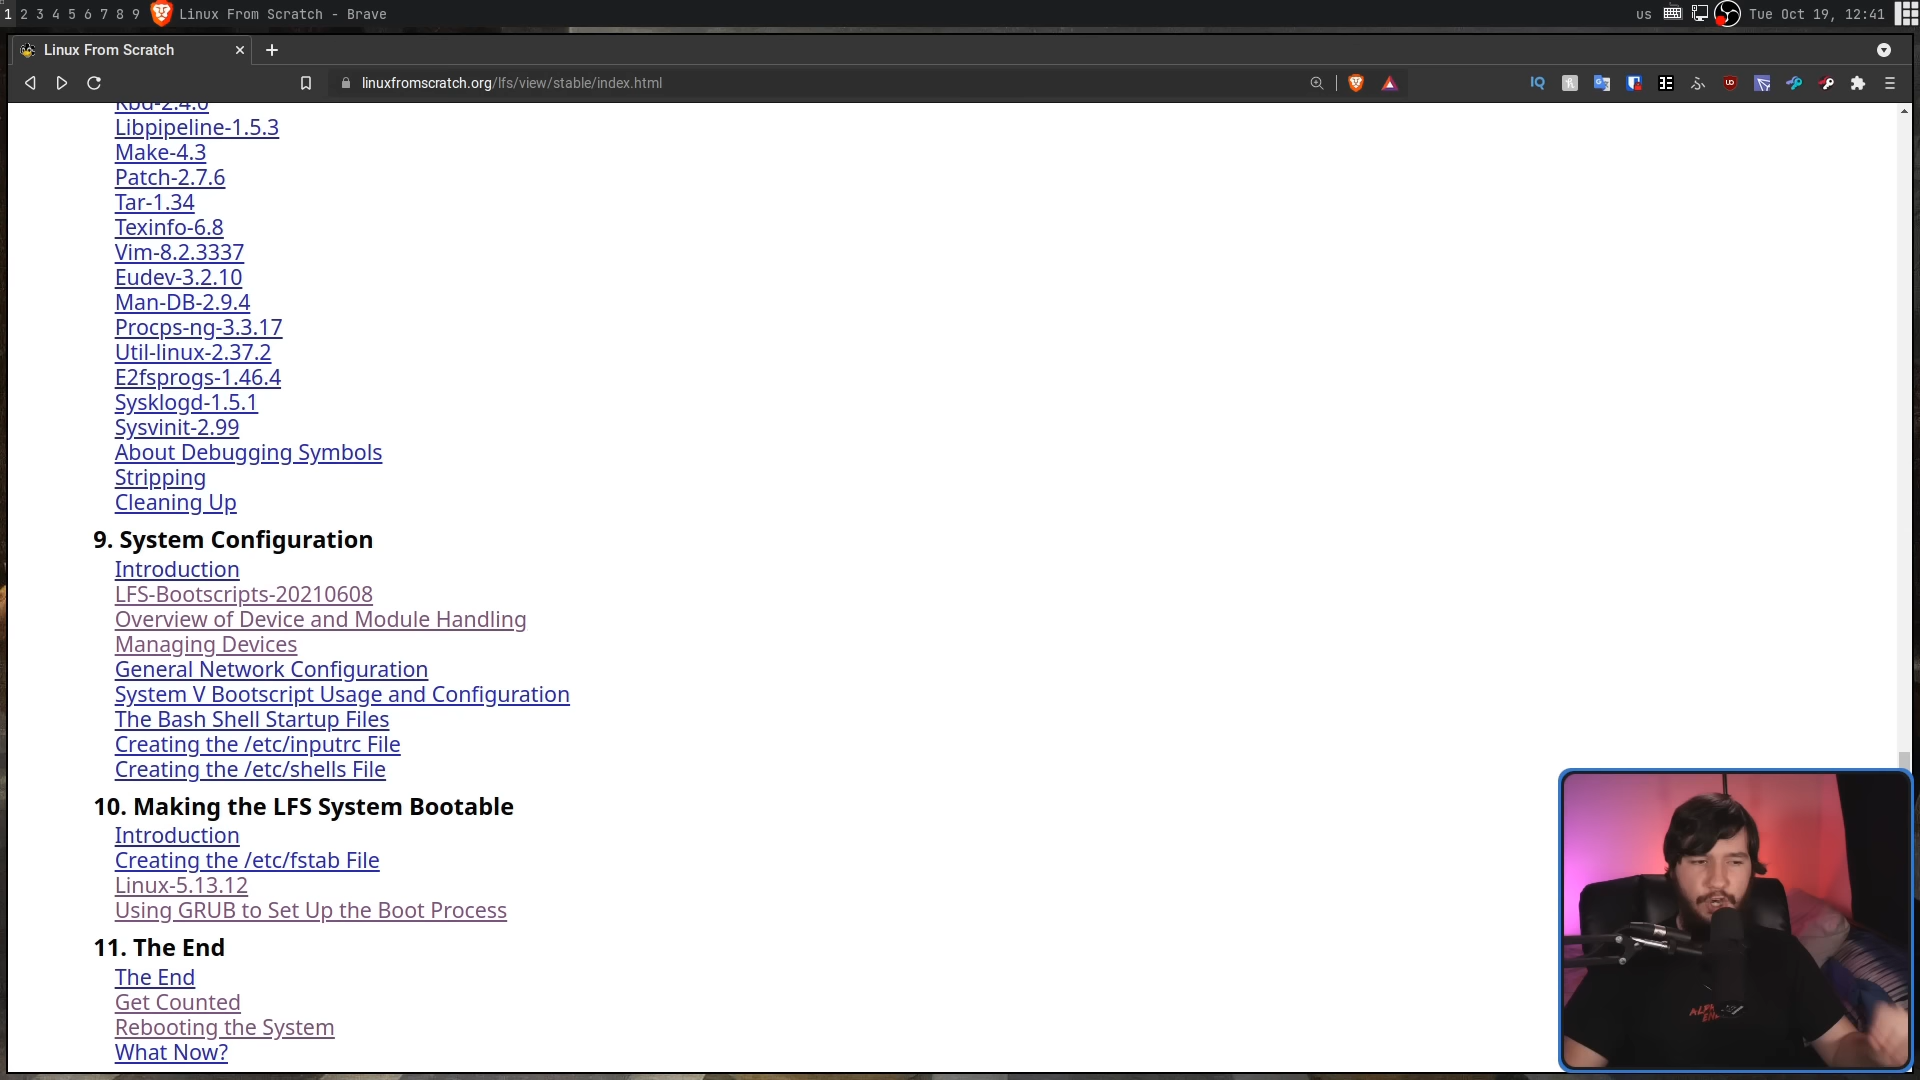 1 2 3 4 5 6 7 8 9 Linux From Scratch - Brave us Tue Oct 19, 12:41
Linux From Scratch
linuxfromscratch.org/lfs/view/stable/index.html
Kbd-2.4.0
Libpipeline-1.5.3
Make-4.3
Patch-2.7.6
Tar-1.34
Texinfo-6.8
Vim-8.2.3337
Eudev-3.2.10
Man-DB-2.9.4
Procps-ng-3.3.17
Util-linux-2.37.2
E2fsprogs-1.46.4
Sysklogd-1.5.1
Sysvinit-2.99
About Debugging Symbols
Stripping
Cleaning Up
9. System Configuration
Introduction
LFS-Bootscripts-20210608
Overview of Device and Module Handling
Managing Devices
General Network Configuration
System V Bootscript Usage and Configuration
The Bash Shell Startup Files
Creating the /etc/inputrc File
Creating the /etc/shells File
10. Making the LFS System Bootable
Introduction
Creating the /etc/fstab File
Linux-5.13.12
Using GRUB to Set Up the Boot Process
11. The End
The End
Get Counted
Rebooting the System
What Now?